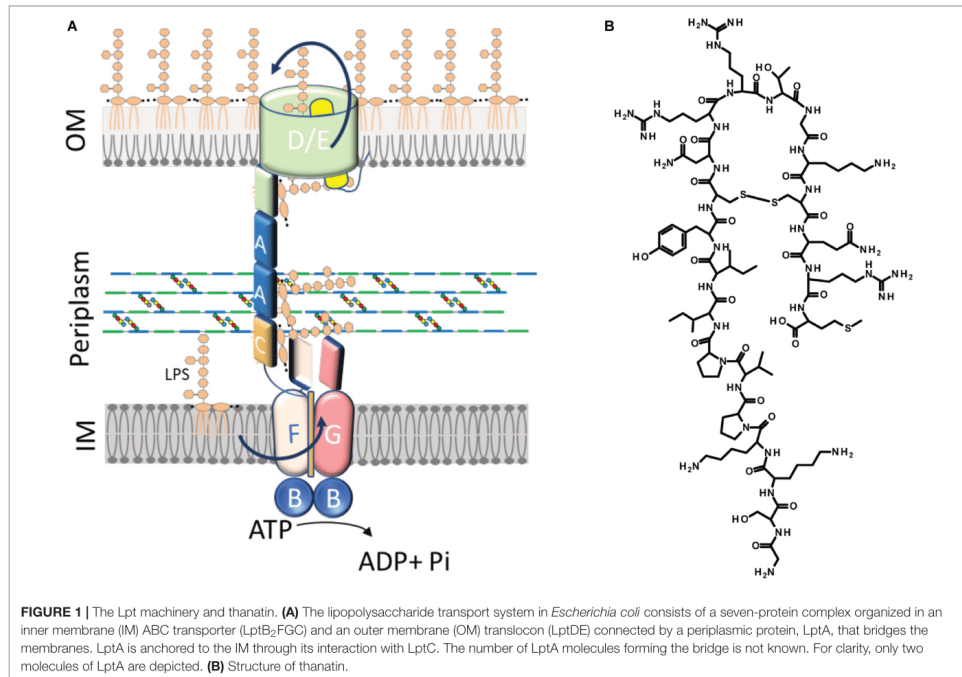 A
OM
D/E
A
Periplasm
A
C
LPS
IM
F G
B B
ATP
ADP+ Pi
B
H₂N NH
NH
HO
O O
NH HN O
H₂N NH O
NH NH
O NH
O HN
H₂N NH O NH₂
O HN
S S
NH O
O HN O
HO NH NH₂
O HN NH₂
NH O NH
O HN
NH HO
O O S
O N O
NH
O N O
NH
H₂N O NH₂
NH
O
HO NH
O
NH₂
FIGURE 1 | The Lpt machinery and thanatin. (A) The lipopolysaccharide transport system in Escherichia coli consists of a seven-protein complex organized in an
inner membrane (IM) ABC transporter (LptB₂FGC) and an outer membrane (OM) translocon (LptDE) connected by a periplasmic protein, LptA, that bridges the
membranes. LptA is anchored to the IM through its interaction with LptC. The number of LptA molecules forming the bridge is not known. For clarity, only two
molecules of LptA are depicted. (B) Structure of thanatin.